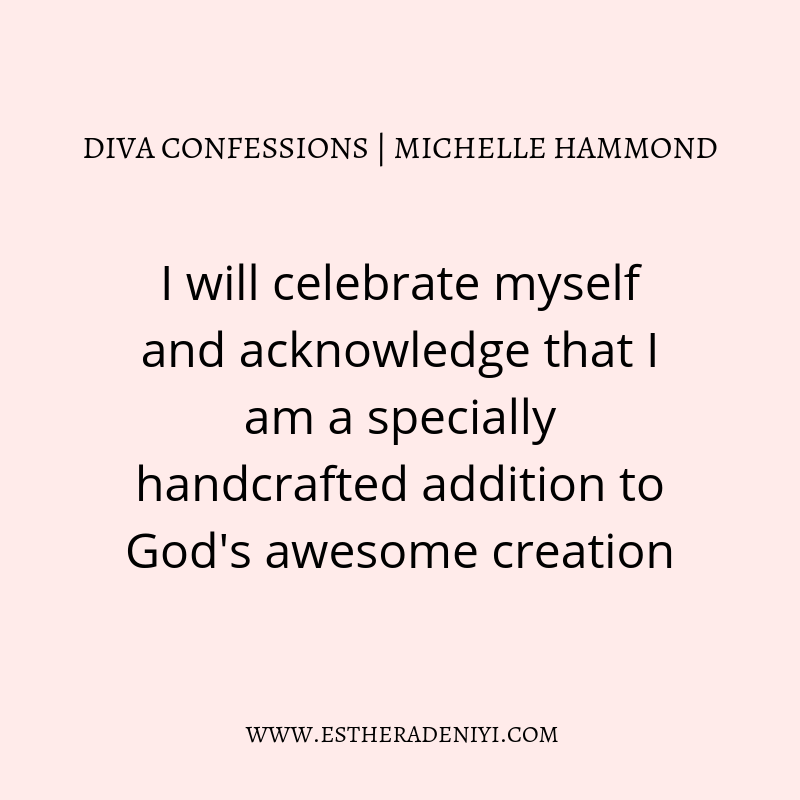 DIVA CONFESSIONS | MICHELLE HAMMOND
I will celebrate myself
and acknowledge that I
am a specially
handcrafted addition to
God's awesome creation
WWW.ESTHERADENIYI.COM